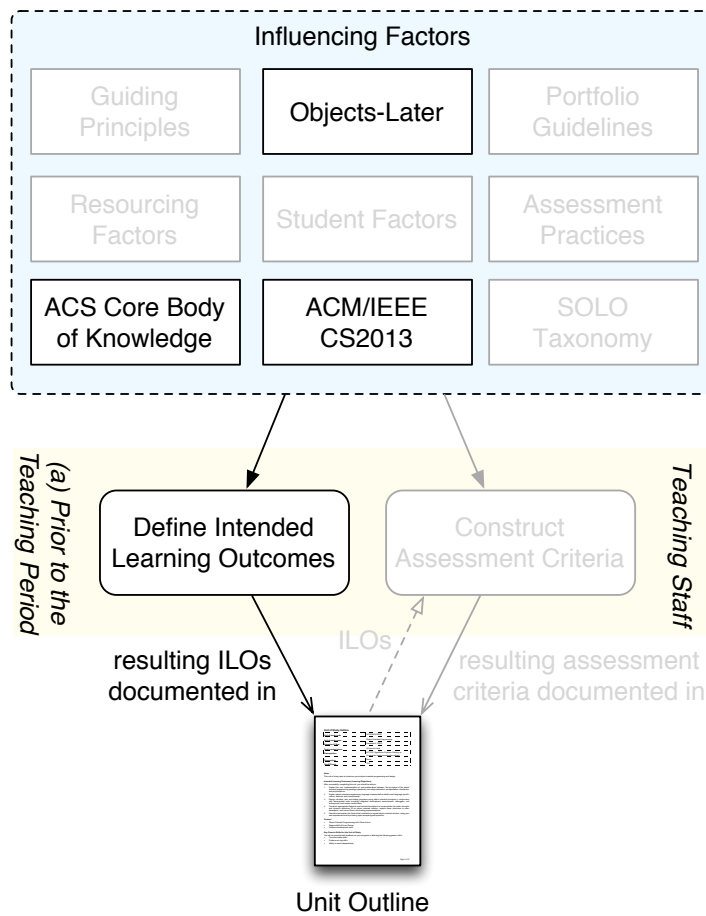 Influencing Factors
Guiding
Principles
Objects-Later
Portfolio
Guidelines
Resourcing
Factors
Student Factors
Assessment
Practices
ACS Core Body
of Knowledge
ACM/IEEE
CS2013
SOLO
Taxonomy
(a) Prior to the
Teaching Period
Define Intended
Learning Outcomes
Construct
Assessment Criteria
Teaching Staff
ILOs
resulting ILOs
documented in
resulting assessment
criteria documented in
Unit Outline